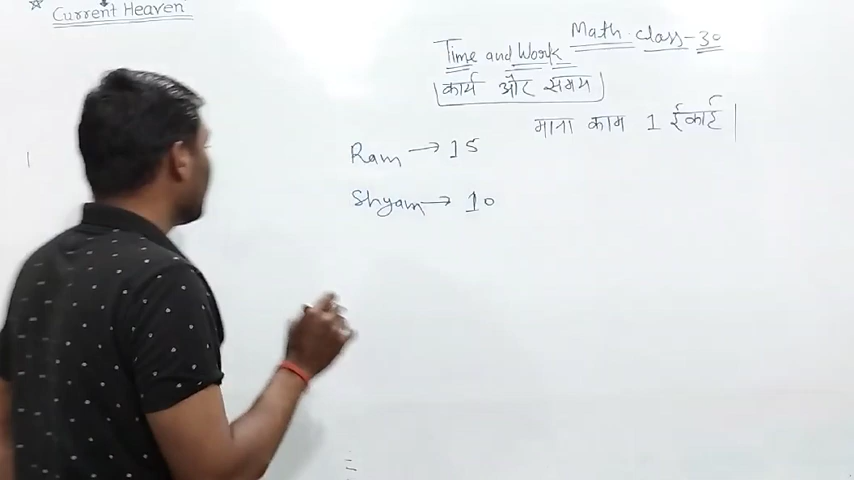 ☆ Current Heaven
Math class-30
Time and Work
कार्य और समय
माना काम 1 ईकाई |
Ram → 15
Shyam → 10